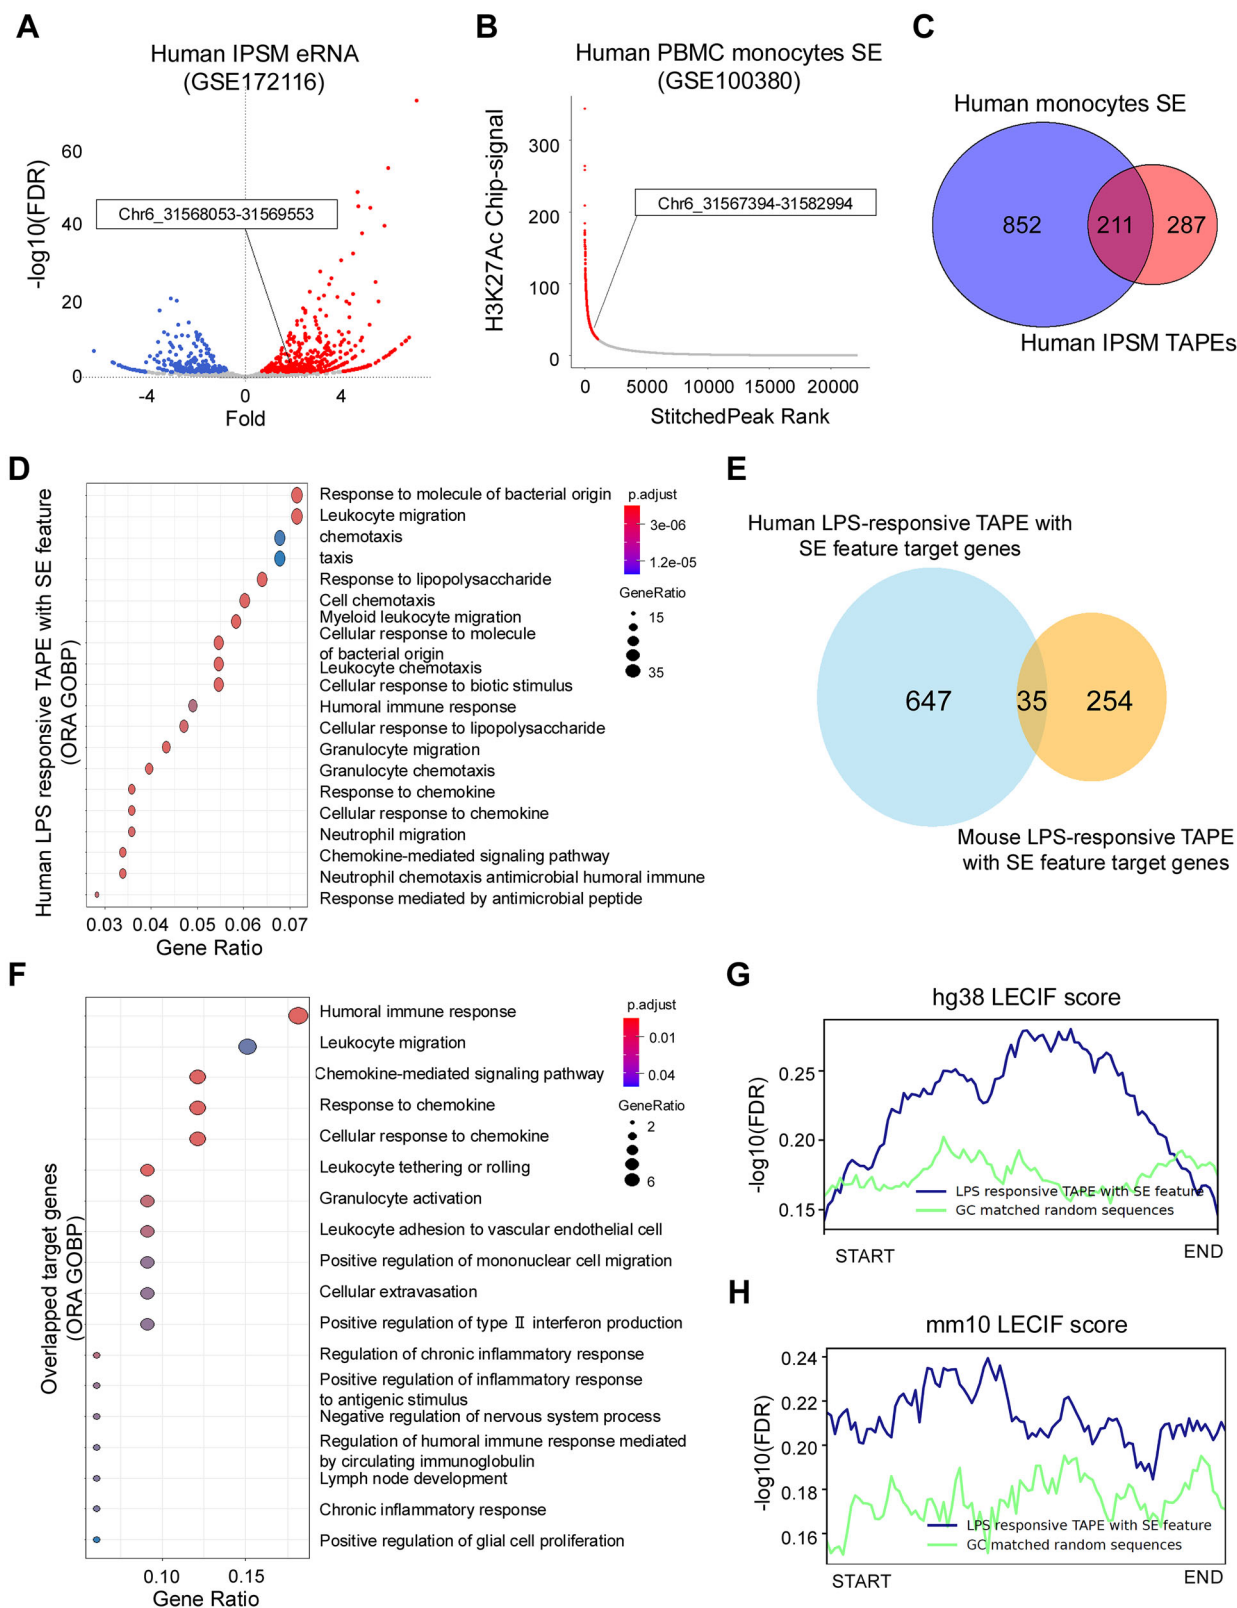 A
Human IPSM eRNA
(GSE172116)
-log10(FDR)
60
40
20
0
Chr6_31568053-31569553
-4
0
4
Fold
B
Human PBMC monocytes SE
(GSE100380)
H3K27Ac Chip-signal
300
200
100
0
Chr6_31567394-31582994
0
5000
10000
15000
20000
StitchedPeak Rank
C
Human monocytes SE
852
211
287
Human IPSM TAPEs
D
Human LPS responsive TAPE with SE feature
(ORA GOBP)
Response to molecule of bacterial origin
Leukocyte migration
chemotaxis
taxis
Response to lipopolysaccharide
Cell chemotaxis
Myeloid leukocyte migration
Cellular response to molecule
of bacterial origin
Leukocyte chemotaxis
Cellular response to biotic stimulus
Humoral immune response
Cellular response to lipopolysaccharide
Granulocyte migration
Granulocyte chemotaxis
Response to chemokine
Cellular response to chemokine
Neutrophil migration
Chemokine-mediated signaling pathway
Neutrophil chemotaxis antimicrobial humoral immune
Response mediated by antimicrobial peptide
0.03
0.04
0.05
0.06
0.07
Gene Ratio
p.adjust
3e-06
1.2e-05
GeneRatio
15
35
E
Human LPS-responsive TAPE with
SE feature target genes
647
35
254
Mouse LPS-responsive TAPE
with SE feature target genes
F
Overlapped target genes
(ORA GOBP)
Humoral immune response
Leukocyte migration
Chemokine-nediated signaling pathway
Response to chemokine
Cellular response to chemokine
Leukocyte tethering or rolling
Granulocyte activation
Leukocyte adhesion to vascular endothelial cell
Positive regulation of mononuclear cell migration
Cellular extravasation
Positive regulation of type Ⅱ interferon production
Regulation of chronic inflammatory response
Positive regulation of inflammatory response
to antigenic stimulus
Negative regulation of nervous system process
Regulation of humoral immune response mediated
by circulating immunoglobulin
Lymph node development
Chronic inflammatory response
Positive regulation of glial cell proliferation
0.10
0.15
Gene Ratio
p.adjust
0.01
0.04
GeneRatio
2
6
G
hg38 LECIF score
-log10(FDR)
0.25
0.20
0.15
LPS responsive TAPE with SE feature
GC matched random sequences
START
END
H
mm10 LECIF score
-log10(FDR)
0.24
0.22
0.20
0.18
0.16
LPS responsive TAPE with SE feature
GC matched random sequences
START
END